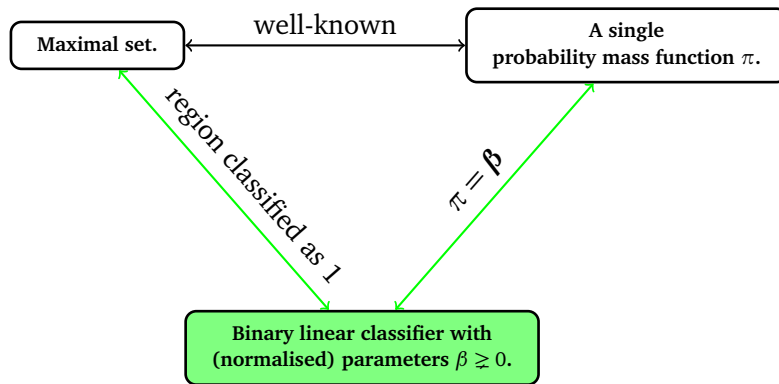 well-known
Maximal set.
A single
probability mass function π.
region classified as 1
π = β
Binary linear classifier with
(normalised) parameters β ⪈ 0.